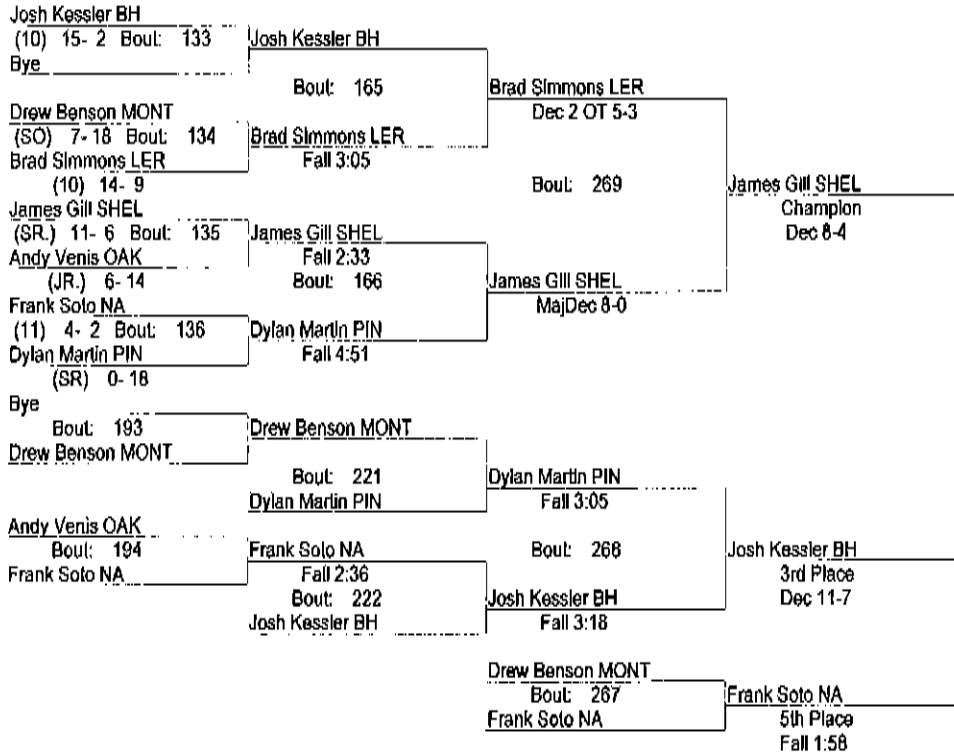 Josh Kessler BH
(10) 15- 2 Bout: 133
Bye
Josh Kessler BH
Bout: 165
Drew Benson MONT
(SO) 7- 18 Bout: 134
Brad Simmons LER
(10) 14- 9
Brad Simmons LER
Fall 3:05
Brad Simmons LER
Dec 2 OT 5-3
Bout: 269
James Gill SHEL
(SR.) 11- 6 Bout: 135
Andy Venis OAK
(JR.) 6- 14
James Gill SHEL
Fall 2:33
Bout: 166
Frank Soto NA
(11) 4- 2 Bout: 136
Dylan Martin PIN
(SR) 0- 18
Dylan Martin PIN
Fall 4:51
James Gill SHEL
MajDec 8-0
James Gill SHEL
Champion
Dec 8-4
Bye
Bout: 193
Drew Benson MONT
Drew Benson MONT
Bout: 221
Dylan Martin PIN
Dylan Martin PIN
Fall 3:05
Bout: 268
Andy Venis OAK
Bout: 194
Frank Soto NA
Frank Soto NA
Fall 2:36
Bout: 222
Josh Kessler BH
Josh Kessler BH
Fall 3:18
Josh Kessler BH
3rd Place
Dec 11-7
Drew Benson MONT
Bout: 267
Frank Soto NA
Frank Soto NA
5th Place
Fall 1:58